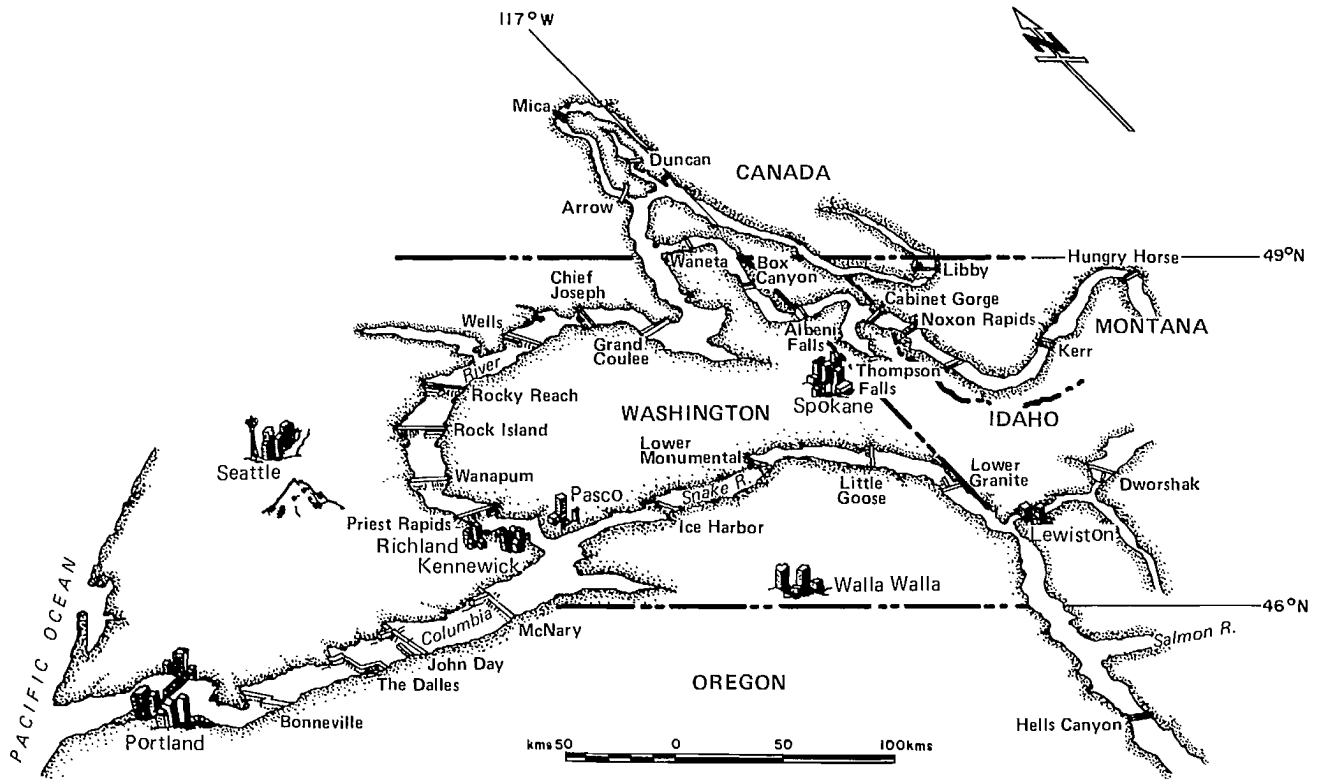 117°W
N
Mica
Duncan
CANADA
Arrow
Waneta
Box
Canyon
Libby
Hungry Horse
49°N
Chief
Joseph
Cabinet Gorge
Noxon Rapids
MONTANA
Wells
Grand
Coulee
Albeni
Falls
Kerr
River
Rocky Reach
Thompson
Falls
Spokane
WASHINGTON
IDAHO
Rock Island
Seattle
Lower
Monumental
Wanapum
Pasco
Snake R.
Little
Goose
Lower
Granite
Dworshak
Priest Rapids
Richland
Kennewick
Ice Harbor
Lewiston
Walla Walla
46°N
PACIFIC OCEAN
Columbia
McNary
Salmon R.
John Day
The Dalles
OREGON
Bonneville
Portland
Hells Canyon
kms 50 0 50 100kms